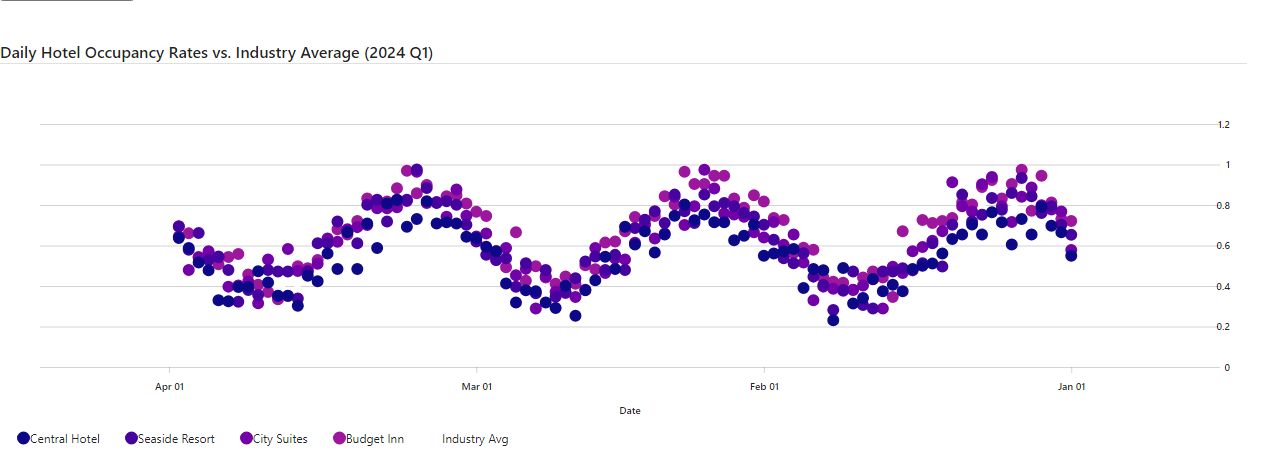 Daily Hotel Occupancy Rates vs. Industry Average (2024 Q1)
1.2
1
0.8
0.6
0.4
0.2
0
Apr 01 Mar 01 Feb 01 Jan 01
Date
Central Hotel Seaside Resort City Suites Budget Inn Industry Avg